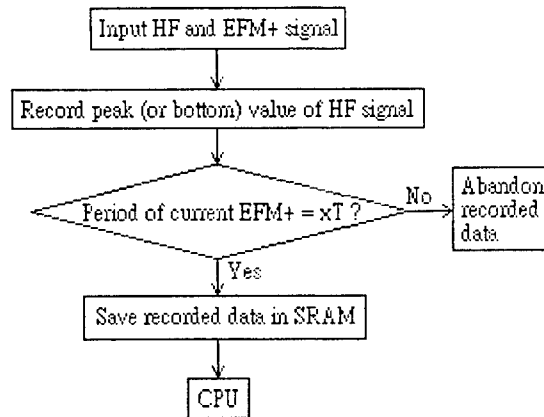 Input HF and EFM+ signal
Record peak (or bottom) value of HF signal
Period of current EFM+ = xT ?
No
Abandon
recorded
data
Yes
Save recorded data in SRAM
CPU